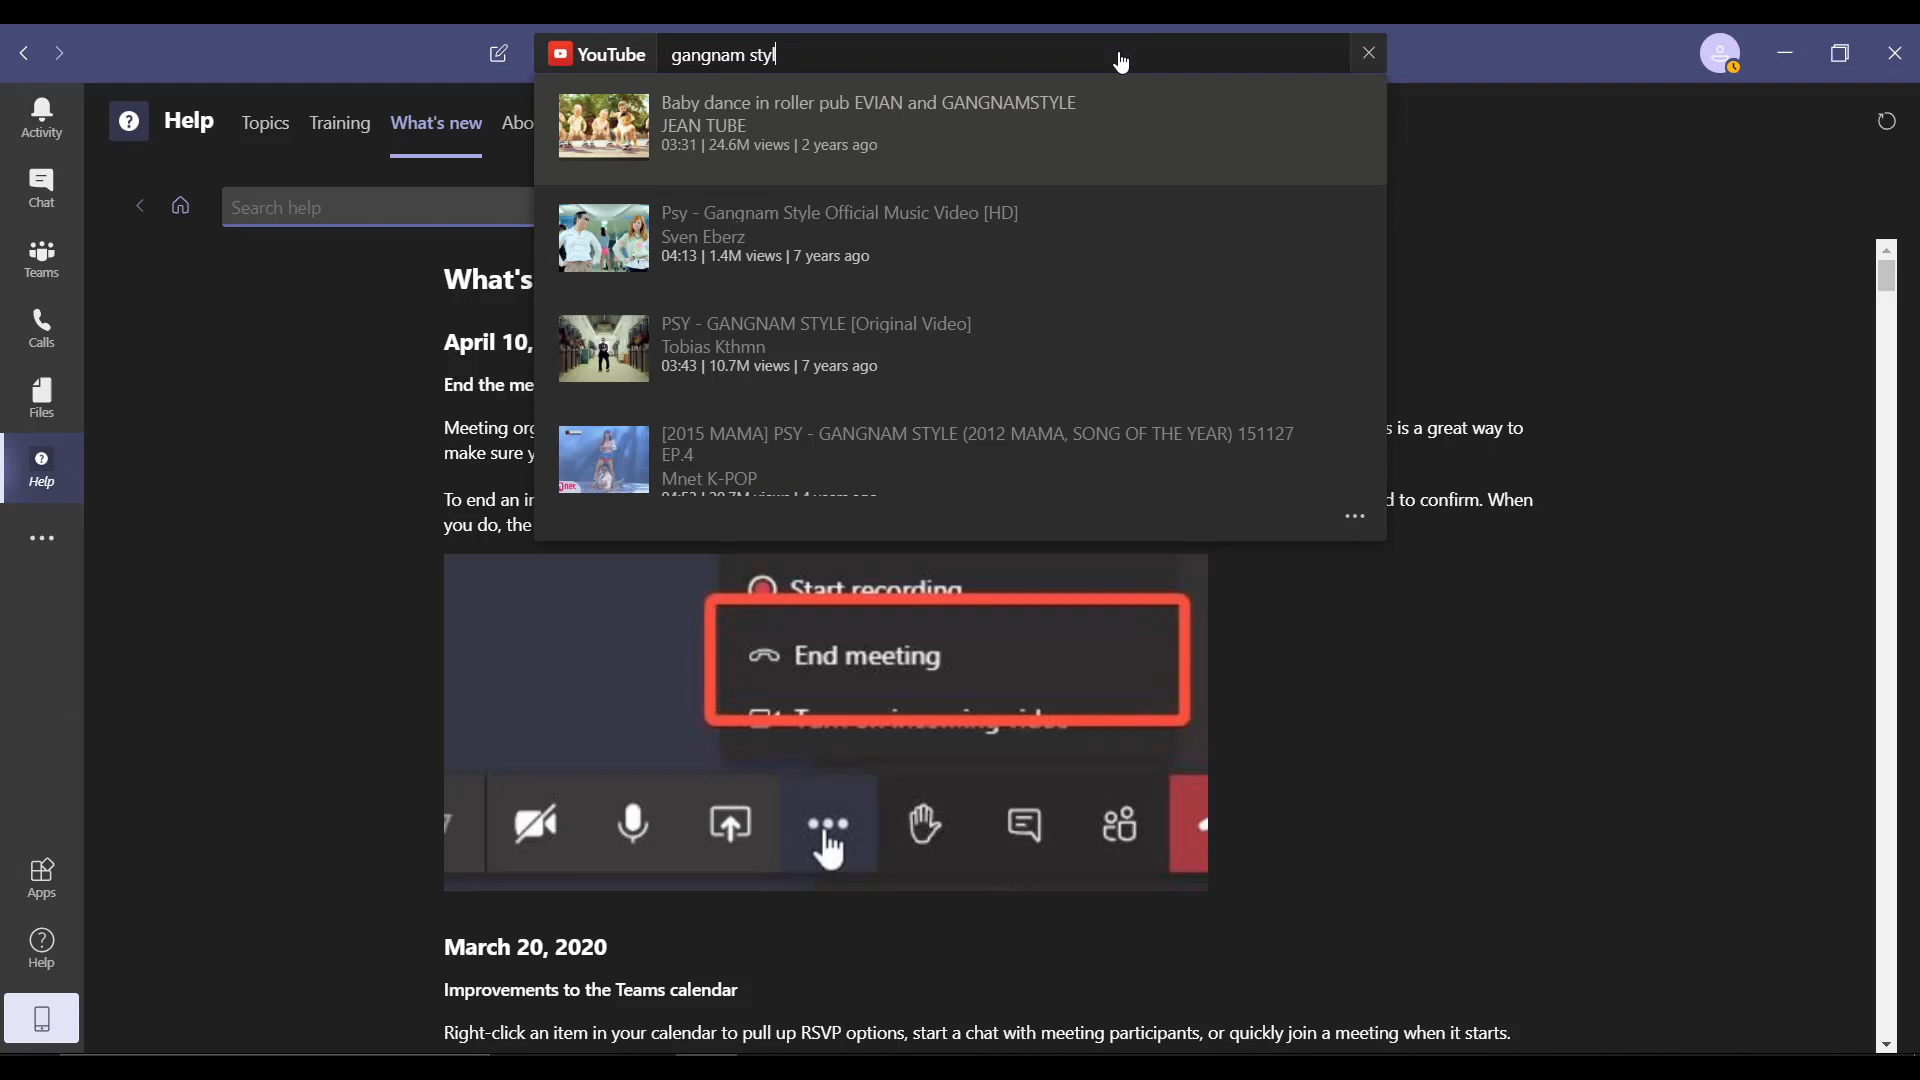 YouTube gangnam styl
Activity
Chat
Teams
Calls
Files
Help
Apps
Help
Help Topics Training What's new Abo
Search help
Baby dance in roller pub EVIAN and GANGNAMSTYLE
JEAN TUBE
03:31 | 24.6M views | 2 years ago
Psy - Gangnam Style Official Music Video [HD]
Sven Eberz
04:13 | 1.4M views | 7 years ago
PSY - GANGNAM STYLE [Original Video]
Tobias Kthmn
03:43 | 10.7M views | 7 years ago
[2015 MAMA] PSY - GANGNAM STYLE (2012 MAMA, SONG OF THE YEAR) 151127
EP.4
Mnet K-POP
What's
April 10,
End the me
Meeting org s is a great way to
make sure y
To end an i d to confirm. When
you do, the
Start recording
End meeting
Turn on incoming video
March 20, 2020
Improvements to the Teams calendar
Right-click an item in your calendar to pull up RSVP options, start a chat with meeting participants, or quickly join a meeting when it starts.